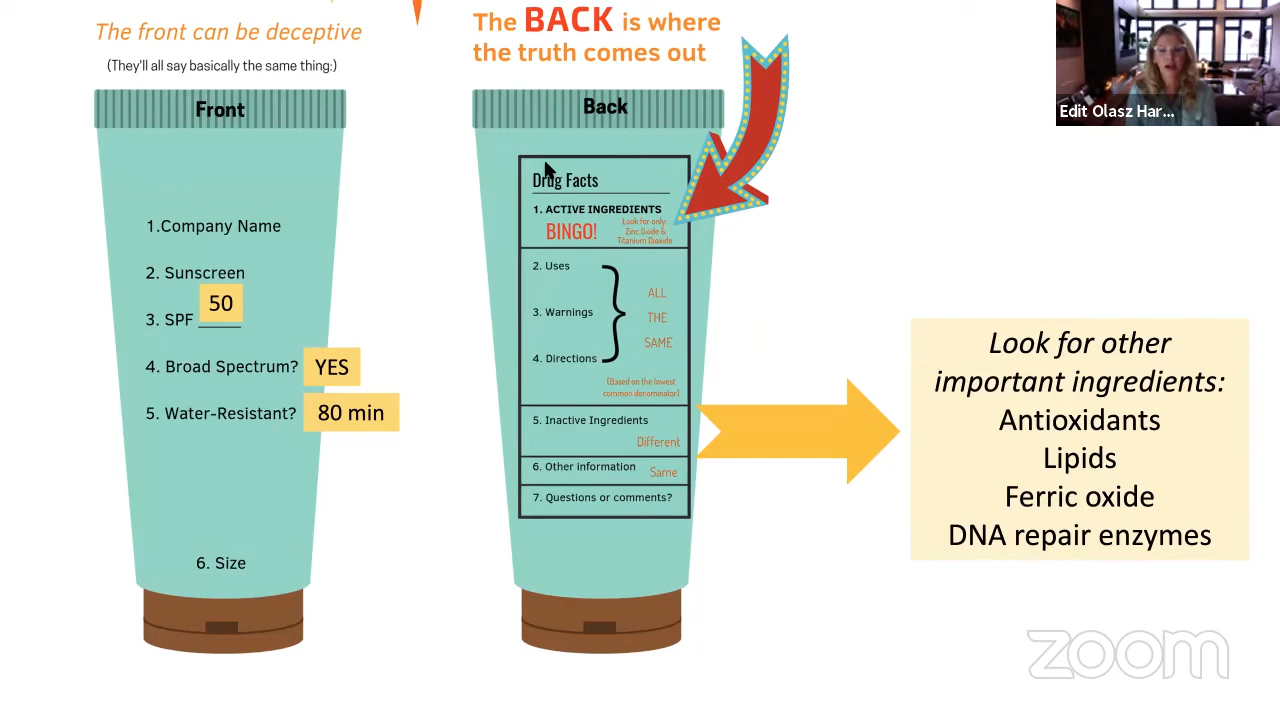 The front can be deceptive
(They'll all say basically the same thing:)
Front
1.Company Name
2. Sunscreen
50
3. SPF ____
4. Broad Spectrum? YES
5. Water-Resistant? 80 min
6. Size
The BACK is where
the truth comes out
Back
Drug Facts
1. ACTIVE INGREDIENTS
BINGO!
Look for only:
Zinc Oxide &
Titanium Dioxide
2. Uses
3. Warnings
4. Directions
ALL
THE
SAME
(Based on the lowest
common denominator)
5. Inactive Ingredients
Different
6. Other information
Same
7. Questions or comments?
Look for other
important ingredients:
Antioxidants
Lipids
Ferric oxide
DNA repair enzymes
Edit Olasz Har...
zoom